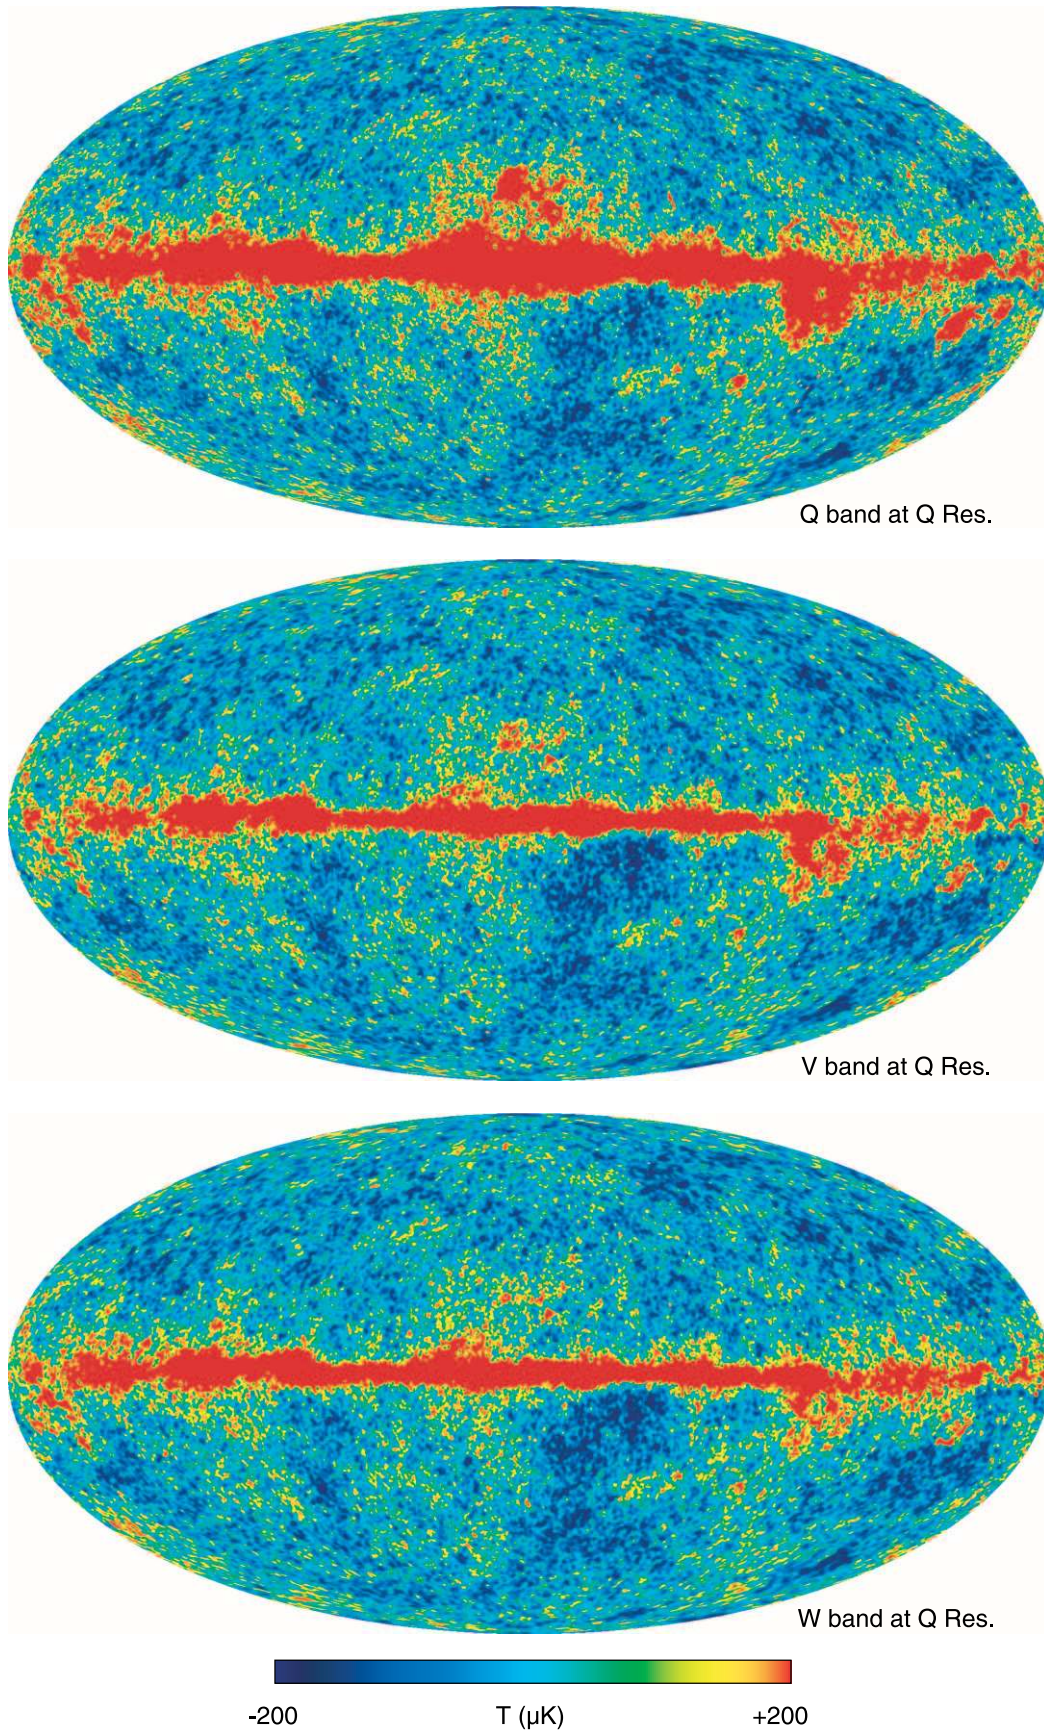 Q band at Q Res.
V band at Q Res.
W band at Q Res.
-200 T (μK) +200